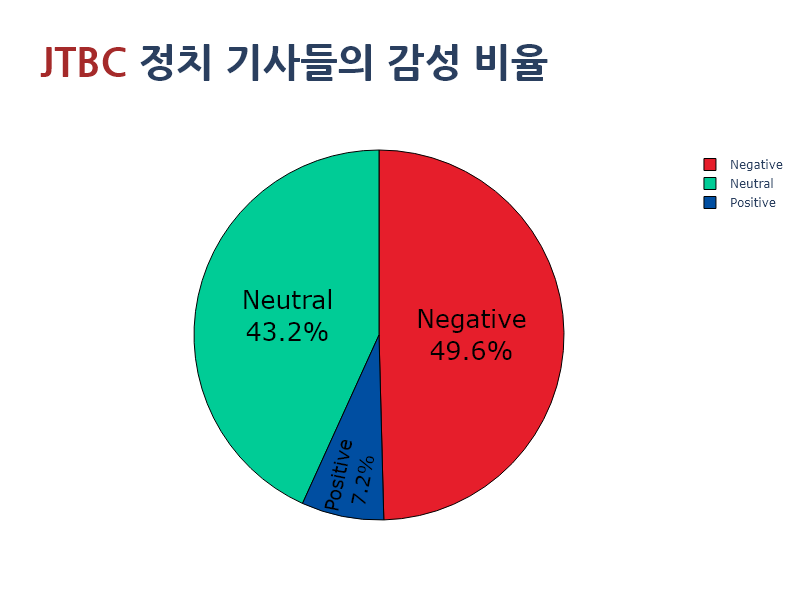 JTBC 정치 기사들의 감성 비율
Negative
Neutral
Positive
Neutral
43.2%
Negative
49.6%
Positive
7.2%